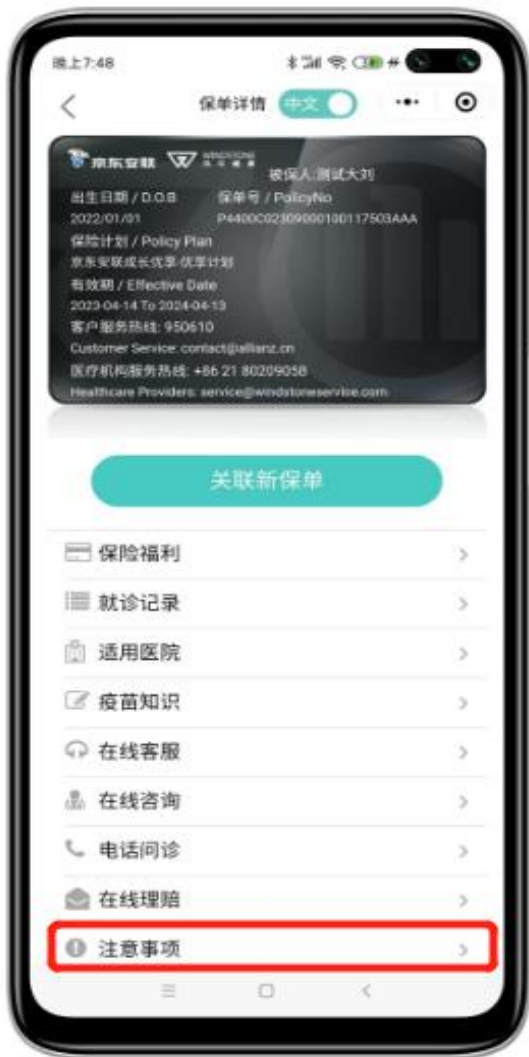 晚上7:48
保单详情 中文
京东安联
被保人:测试大刘
出生日期 / D.O.B 保单号 / PolicyNo
2022/01/01 P4400C02309000100117503AAA
保险计划 / Policy Plan
京东安联成长优享-优享计划
有效期 / Effective Date
2023-04-14 To 2024-04-13
客户服务热线: 950610
Customer Service: contact@allianz.cn
医疗机构服务热线: +86 21 80209058
Healthcare Providers: service@windstoneservice.com
关联新保单
保险福利
就诊记录
适用医院
疫苗知识
在线客服
在线咨询
电话问诊
在线理赔
注意事项